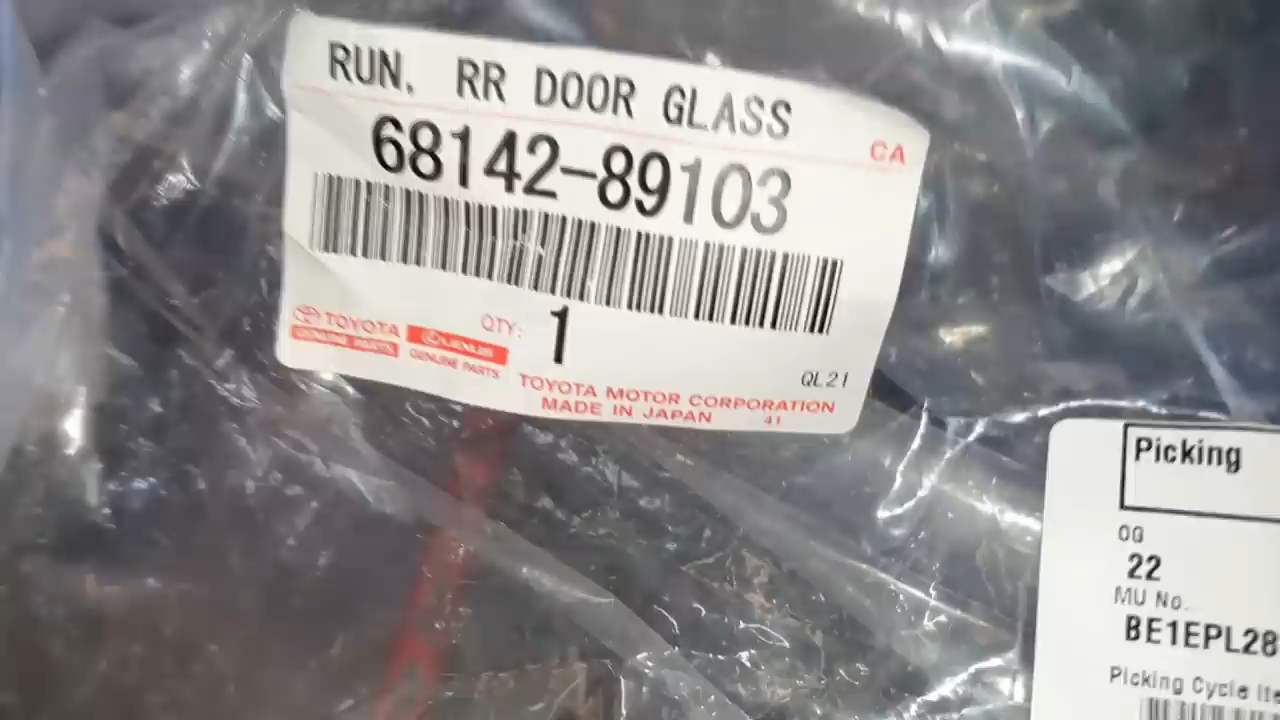 RUN, RR DOOR GLASS
CA
68142-89103
QTY: 1
TOYOTA
GENUINE PARTS
LEXUS
GENUINE PARTS
QL21
TOYOTA MOTOR CORPORATION
MADE IN JAPAN 41
Picking
OG
22
MU No.
BE1EPL28
Picking Cycle Ite